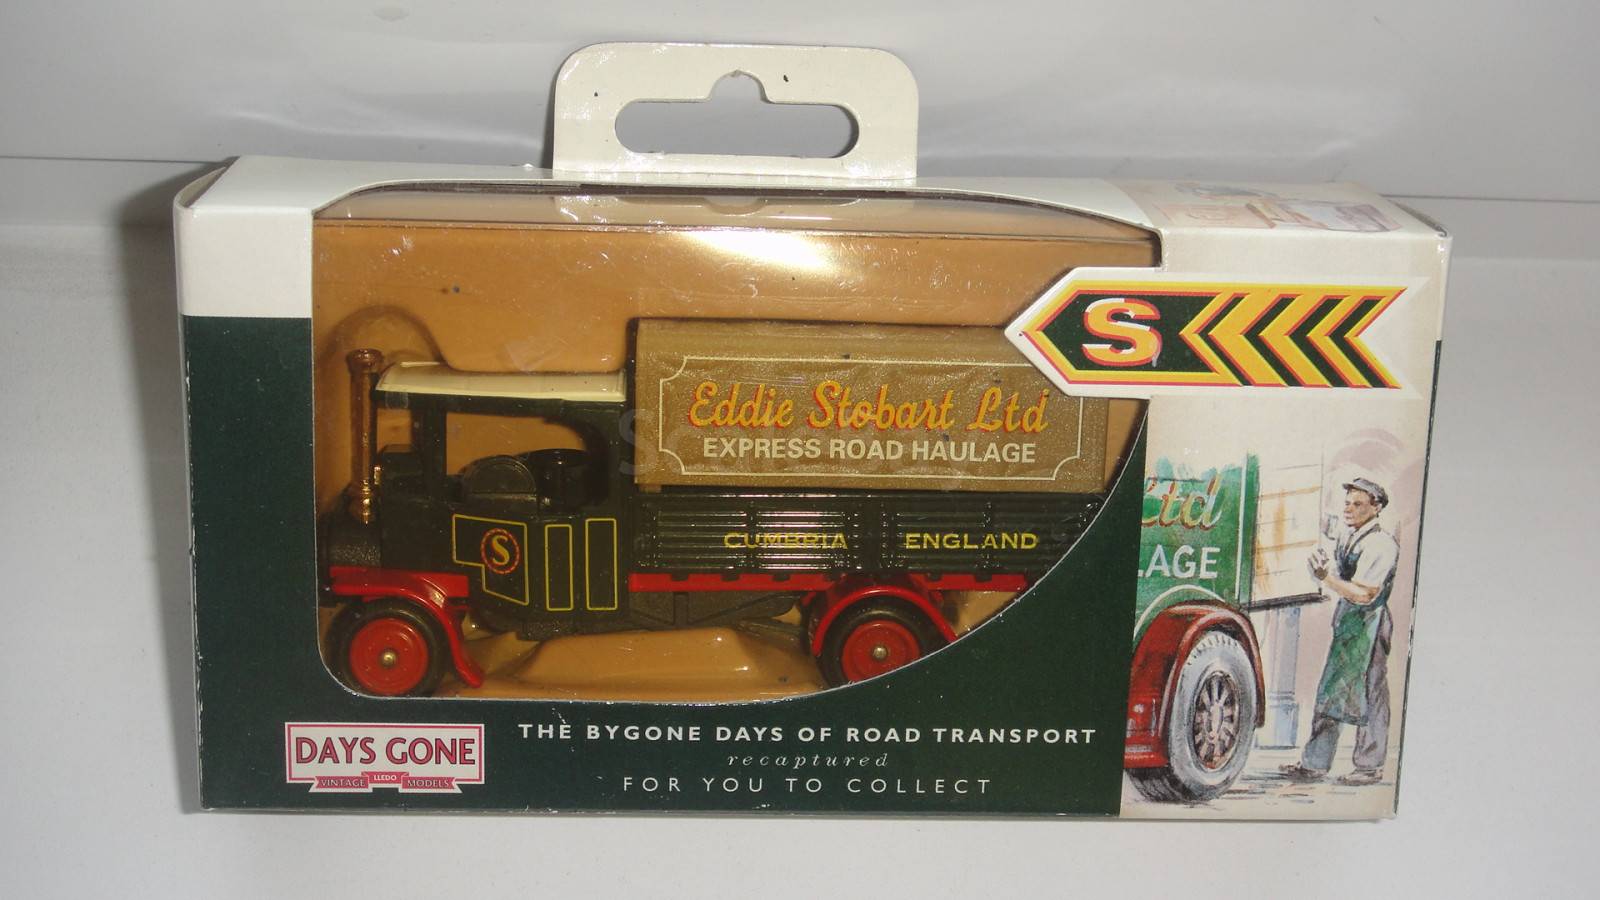 S
Eddie Stobart Ltd
EXPRESS ROAD HAULAGE
S
CUMBRIA ENGLAND
Ltd
LAGE
DAYS GONE
VINTAGE LLEDO MODELS
THE BYGONE DAYS OF ROAD TRANSPORT
recaptured
FOR YOU TO COLLECT